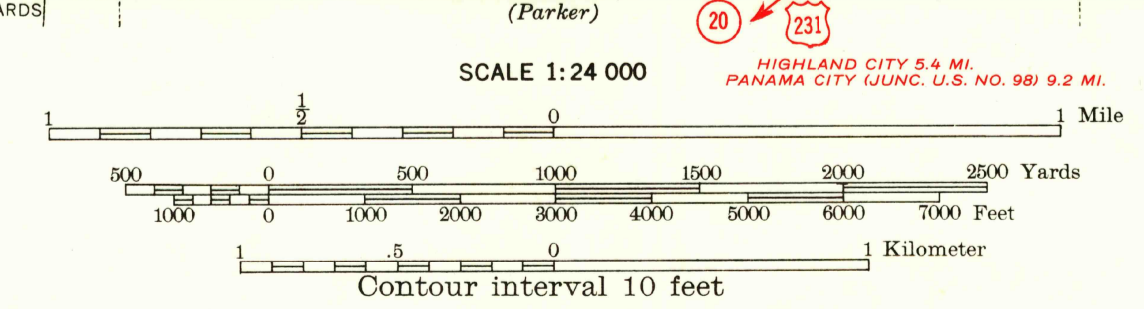 ARDS
(Parker)
20
231
HIGHLAND CITY 5.4 MI.
PANAMA CITY (JUNC. U.S. NO. 98) 9.2 MI.
SCALE 1:24 000
1 1/2 0 1 Mile
500 0 500 1000 1500 2000 2500 Yards
1000 0 1000 2000 3000 4000 5000 6000 7000 Feet
1 .5 0 1 Kilometer
Contour interval 10 feet